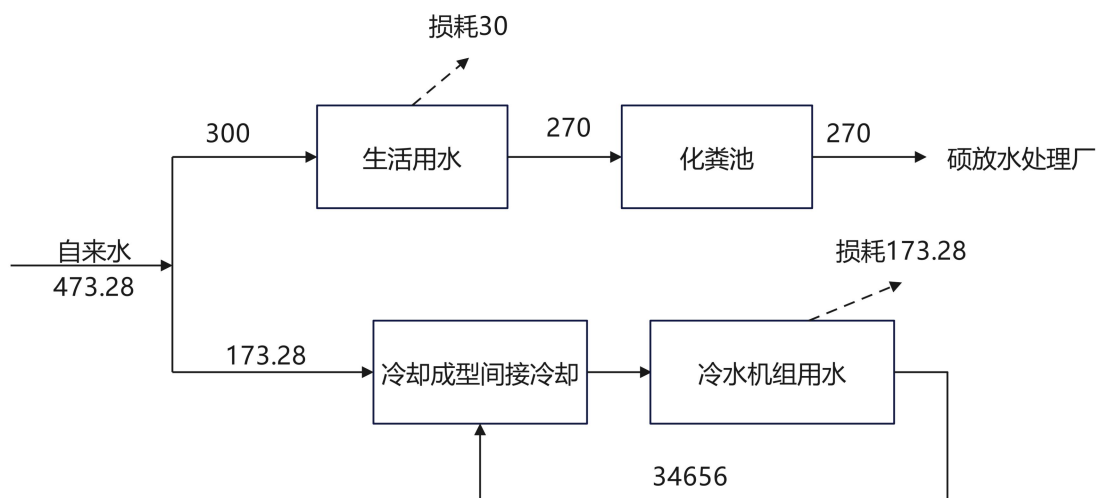 损耗30
300
生活用水
270
化粪池
270
硕放水处理厂
自来水
473.28
损耗173.28
173.28
冷却成型间接冷却
冷水机组用水
34656